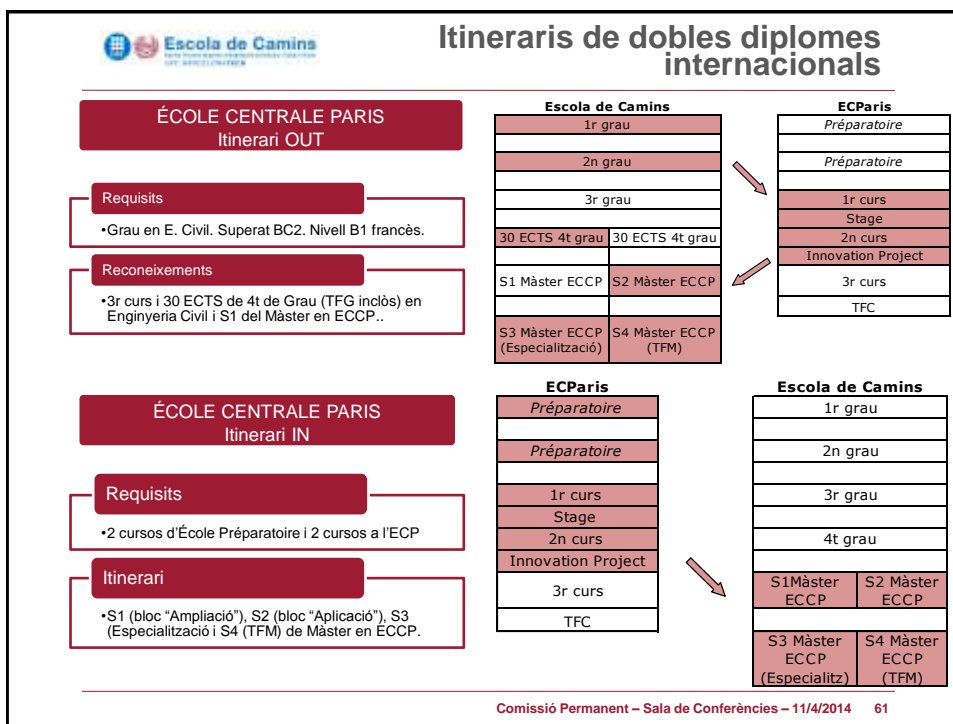 Escola de Camins
Itineraris de dobles diplomes
internacionals
ÉCOLE CENTRALE PARIS
Itinerari OUT
Requisits
•Grau en E. Civil. Superat BC2. Nivell B1 francès.
Reconeixements
•3r curs i 30 ECTS de 4t de Grau (TFG inclòs) en
Enginyeria Civil i S1 del Màster en ECCP..
Escola de Camins
1r grau
2n grau
3r grau
30 ECTS 4t grau 30 ECTS 4t grau
S1 Màster ECCP S2 Màster ECCP
S3 Màster ECCP S4 Màster ECCP
(Especialització) (TFM)
ECParis
Préparatoire
Préparatoire
1r curs
Stage
2n curs
Innovation Project
3r curs
TFC
ÉCOLE CENTRALE PARIS
Itinerari IN
Requisits
•2 cursos d'École Préparatoire i 2 cursos a l'ECP
Itinerari
•S1 (bloc "Ampliació"), S2 (bloc "Aplicació"), S3
(Especialització i S4 (TFM) de Màster en ECCP.
ECParis
Préparatoire
Préparatoire
1r curs
Stage
2n curs
Innovation Project
3r curs
TFC
Escola de Camins
1r grau
2n grau
3r grau
4t grau
S1Màster S2 Màster
ECCP ECCP
S3 Màster S4 Màster
ECCP ECCP
(Especialitz) (TFM)
Comissió Permanent – Sala de Conferències – 11/4/2014 61